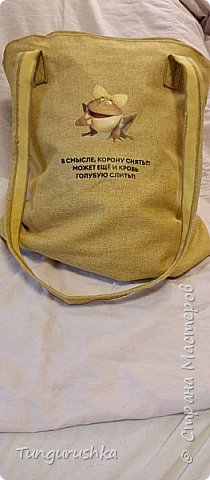 В СМЫСЛЕ, КОРОНУ СНЯТЬ?!
МОЖЕТ ЕЩЁ И КРОВЬ
ГОЛУБУЮ СЛИТЬ?!
© Страна Мастеров
Tungurushka